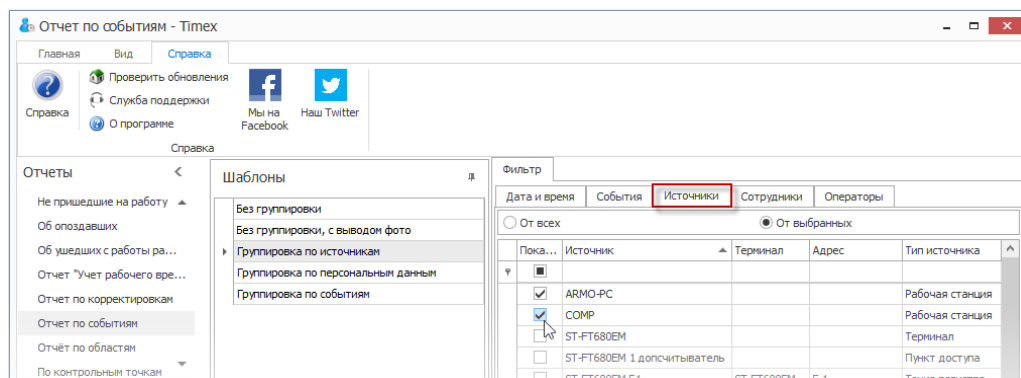 Отчет по событиям - Timex
Главная Вид Справка
Справка
Проверить обновления
Служба поддержки
О программе
Мы на Facebook
Наш Twitter
Справка
Отчеты
Не пришедшие на работу
Об опоздавших
Об ушедших с работы ра...
Отчет "Учет рабочего вре...
Отчет по корректировкам
Отчет по событиям
Отчёт по областям
По контрольным точкам
Шаблоны
Без группировки
Без группировки, с выводом фото
Группировка по источникам
Группировка по персональным данным
Группировка по событиям
Фильтр
Дата и время События Источники Сотрудники Операторы
От всех От выбранных
Пока... Источник Терминал Адрес Тип источника
ARMO-PC Рабочая станция
COMP Рабочая станция
ST-FT680EM Терминал
ST-FT680EM 1 допсчитыватель Пункт доступа